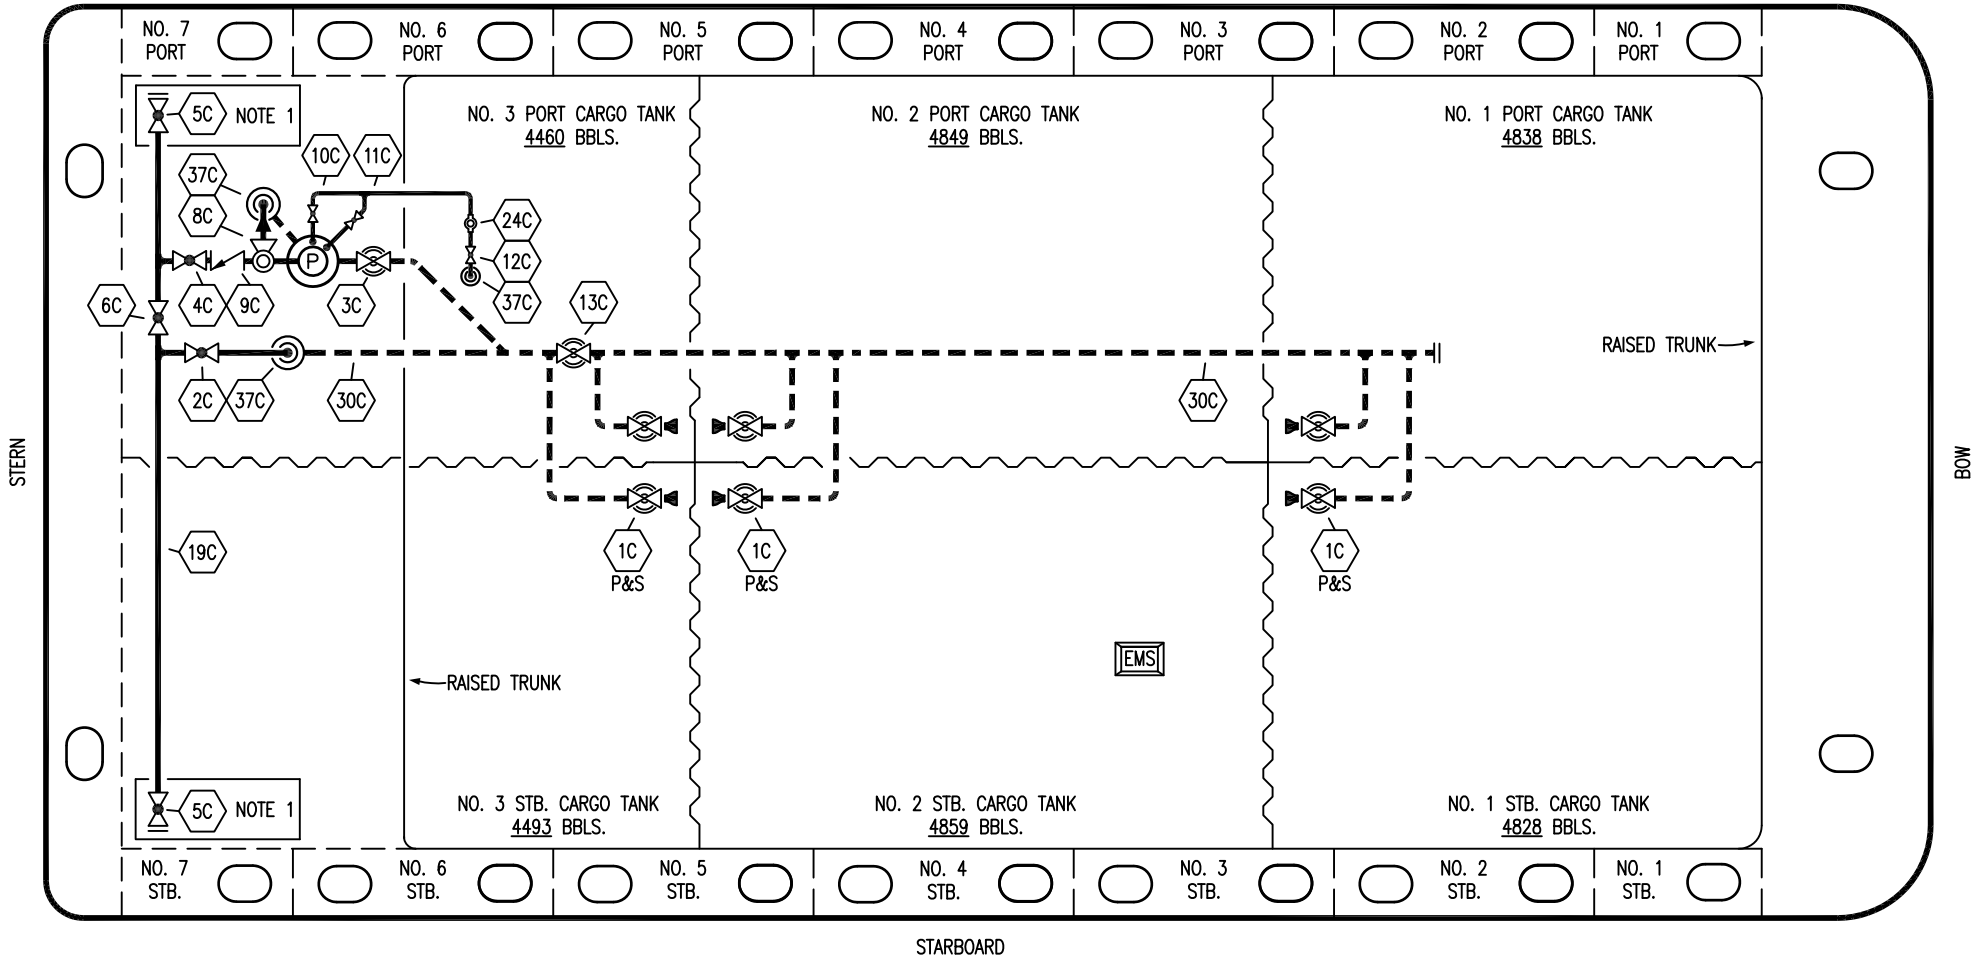 NO. 7
PORT
NO. 6
PORT
NO. 5
PORT
NO. 4
PORT
NO. 3
PORT
NO. 2
PORT
NO. 1
PORT
5C NOTE 1
NO. 3 PORT CARGO TANK
4460 BBLS.
NO. 2 PORT CARGO TANK
4849 BBLS.
NO. 1 PORT CARGO TANK
4838 BBLS.
10C
11C
37C
8C
24C
P
12C
6C
4C
9C
3C
37C
13C
RAISED TRUNK
2C
37C
30C
30C
STERN
BOW
19C
1C
P&S
1C
P&S
1C
P&S
EMS
RAISED TRUNK
5C NOTE 1
NO. 3 STB. CARGO TANK
4493 BBLS.
NO. 2 STB. CARGO TANK
4859 BBLS.
NO. 1 STB. CARGO TANK
4828 BBLS.
NO. 7
STB.
NO. 6
STB.
NO. 5
STB.
NO. 4
STB.
NO. 3
STB.
NO. 2
STB.
NO. 1
STB.
STARBOARD